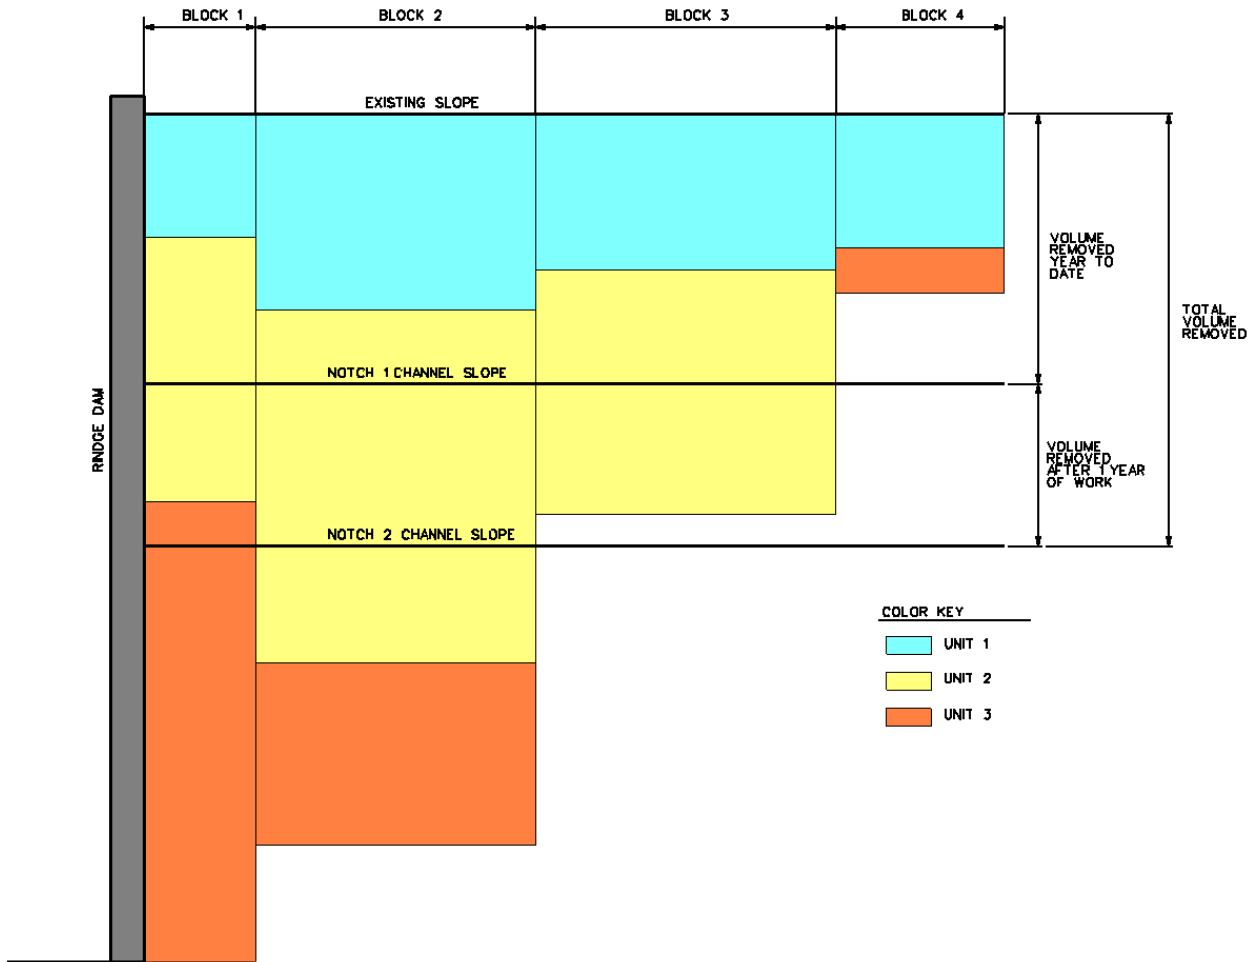 BLOCK 1
BLOCK 2
BLOCK 3
BLOCK 4
EXISTING SLOPE
VOLUME
REMOVED
YEAR TO
DATE
TOTAL
VOLUME
REMOVED
NOTCH 1 CHANNEL SLOPE
RINDGE DAM
VOLUME
REMOVED
AFTER 1 YEAR
OF WORK
NOTCH 2 CHANNEL SLOPE
COLOR KEY
UNIT 1
UNIT 2
UNIT 3